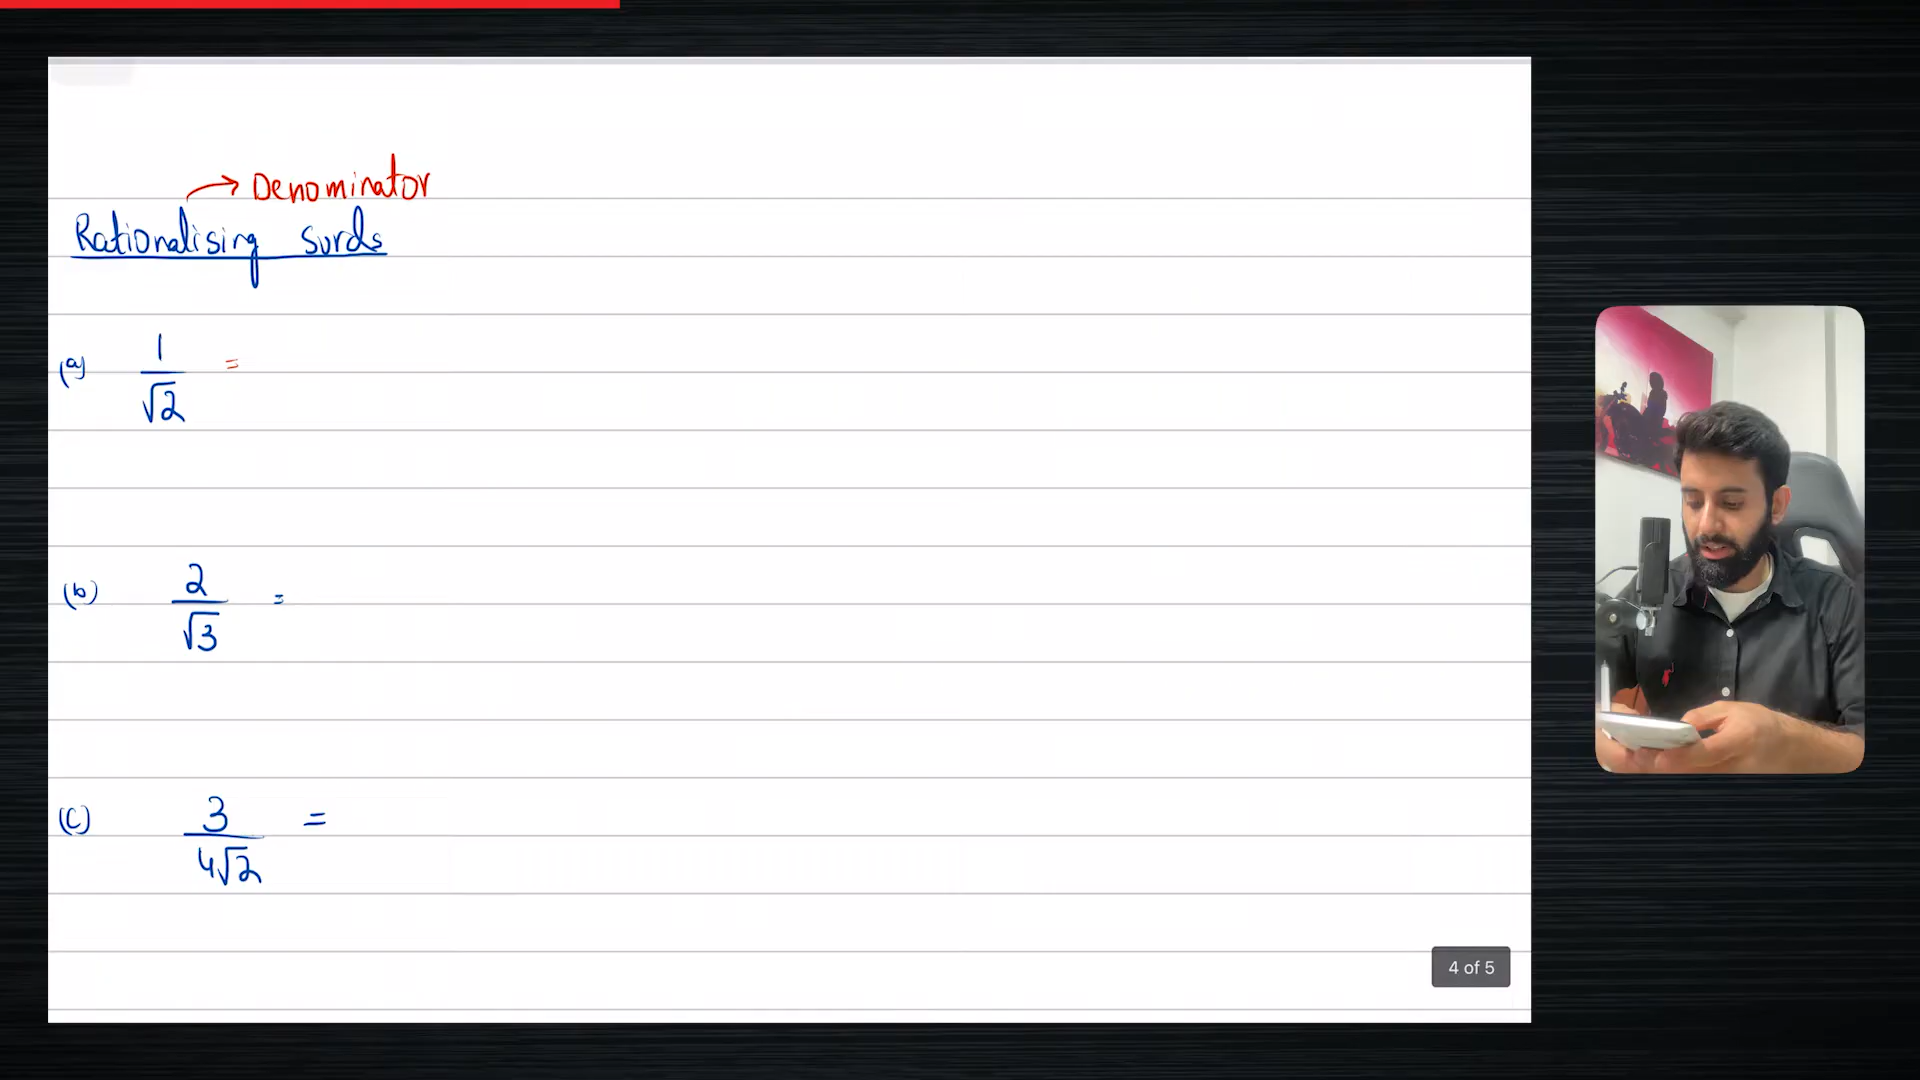 → Denominator
Rationalising surds
(a) 1/√2 =
(b) 2/√3 =
(c) 3/4√2 =
4 of 5